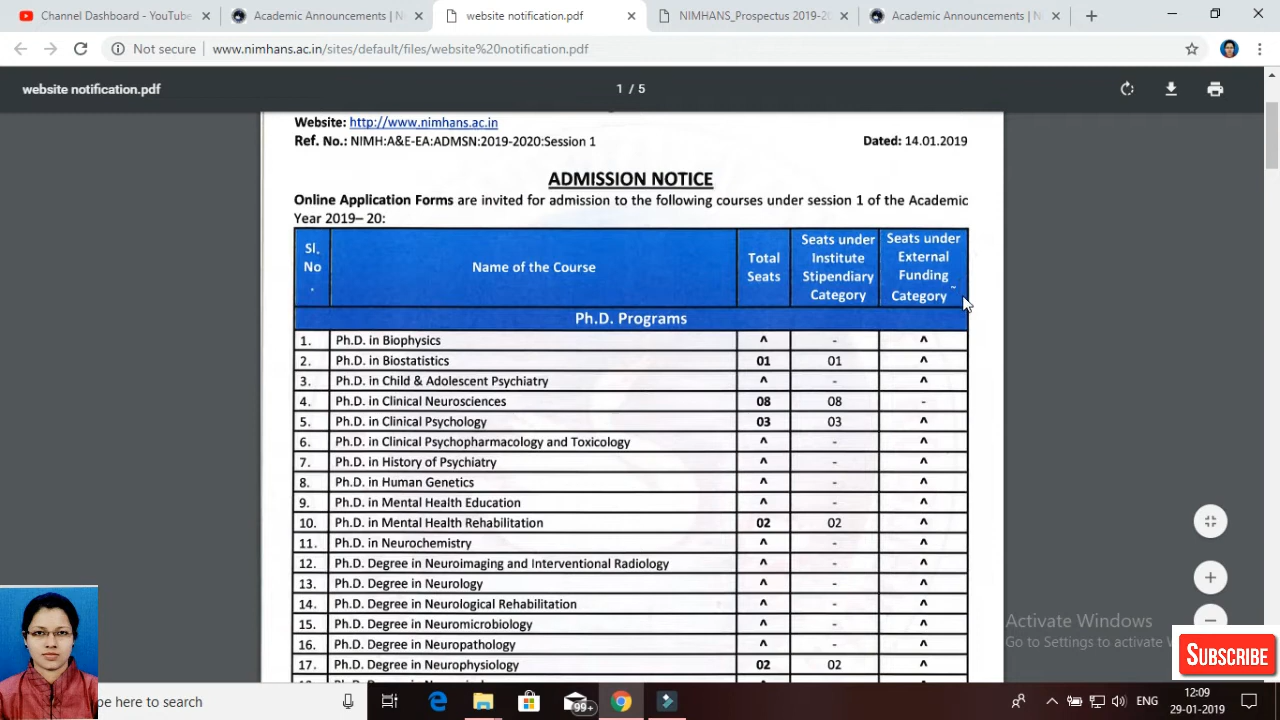 Channel Dashboard - YouTube
Academic Announcements | N
website notification.pdf
NIMHANS_Prospectus 2019-20
Academic Announcements | N
Not secure
www.nimhans.ac.in/sites/default/files/website%20notification.pdf
website notification.pdf
1 / 5
Website: http://www.nimhans.ac.in
Ref. No.: NIMH:A&E-EA:ADMSN:2019-2020:Session 1
Dated: 14.01.2019
ADMISSION NOTICE
Online Application Forms are invited for admission to the following courses under session 1 of the Academic
Year 2019– 20:
Sl. No . Name of the Course Total Seats Seats under Institute Stipendiary Category Seats under External Funding Category ~
Ph.D. Programs
1. Ph.D. in Biophysics ^ - ^
2. Ph.D. in Biostatistics 01 01 ^
3. Ph.D. in Child & Adolescent Psychiatry ^ - ^
4. Ph.D. in Clinical Neurosciences 08 08 -
5. Ph.D. in Clinical Psychology 03 03 ^
6. Ph.D. in Clinical Psychopharmacology and Toxicology ^ - ^
7. Ph.D. in History of Psychiatry ^ - ^
8. Ph.D. in Human Genetics ^ - ^
9. Ph.D. in Mental Health Education ^ - ^
10. Ph.D. in Mental Health Rehabilitation 02 02 ^
11. Ph.D. in Neurochemistry ^ - ^
12. Ph.D. Degree in Neuroimaging and Interventional Radiology ^ - ^
13. Ph.D. Degree in Neurology ^ - ^
14. Ph.D. Degree in Neurological Rehabilitation ^ - ^
15. Ph.D. Degree in Neuromicrobiology ^ - ^
16. Ph.D. Degree in Neuropathology ^ - ^
17. Ph.D. Degree in Neurophysiology 02 02 ^
Activate Windows
Go to Settings to activate
SUBSCRIBE
pe here to search
99+
ENG
12:09
29-01-2019